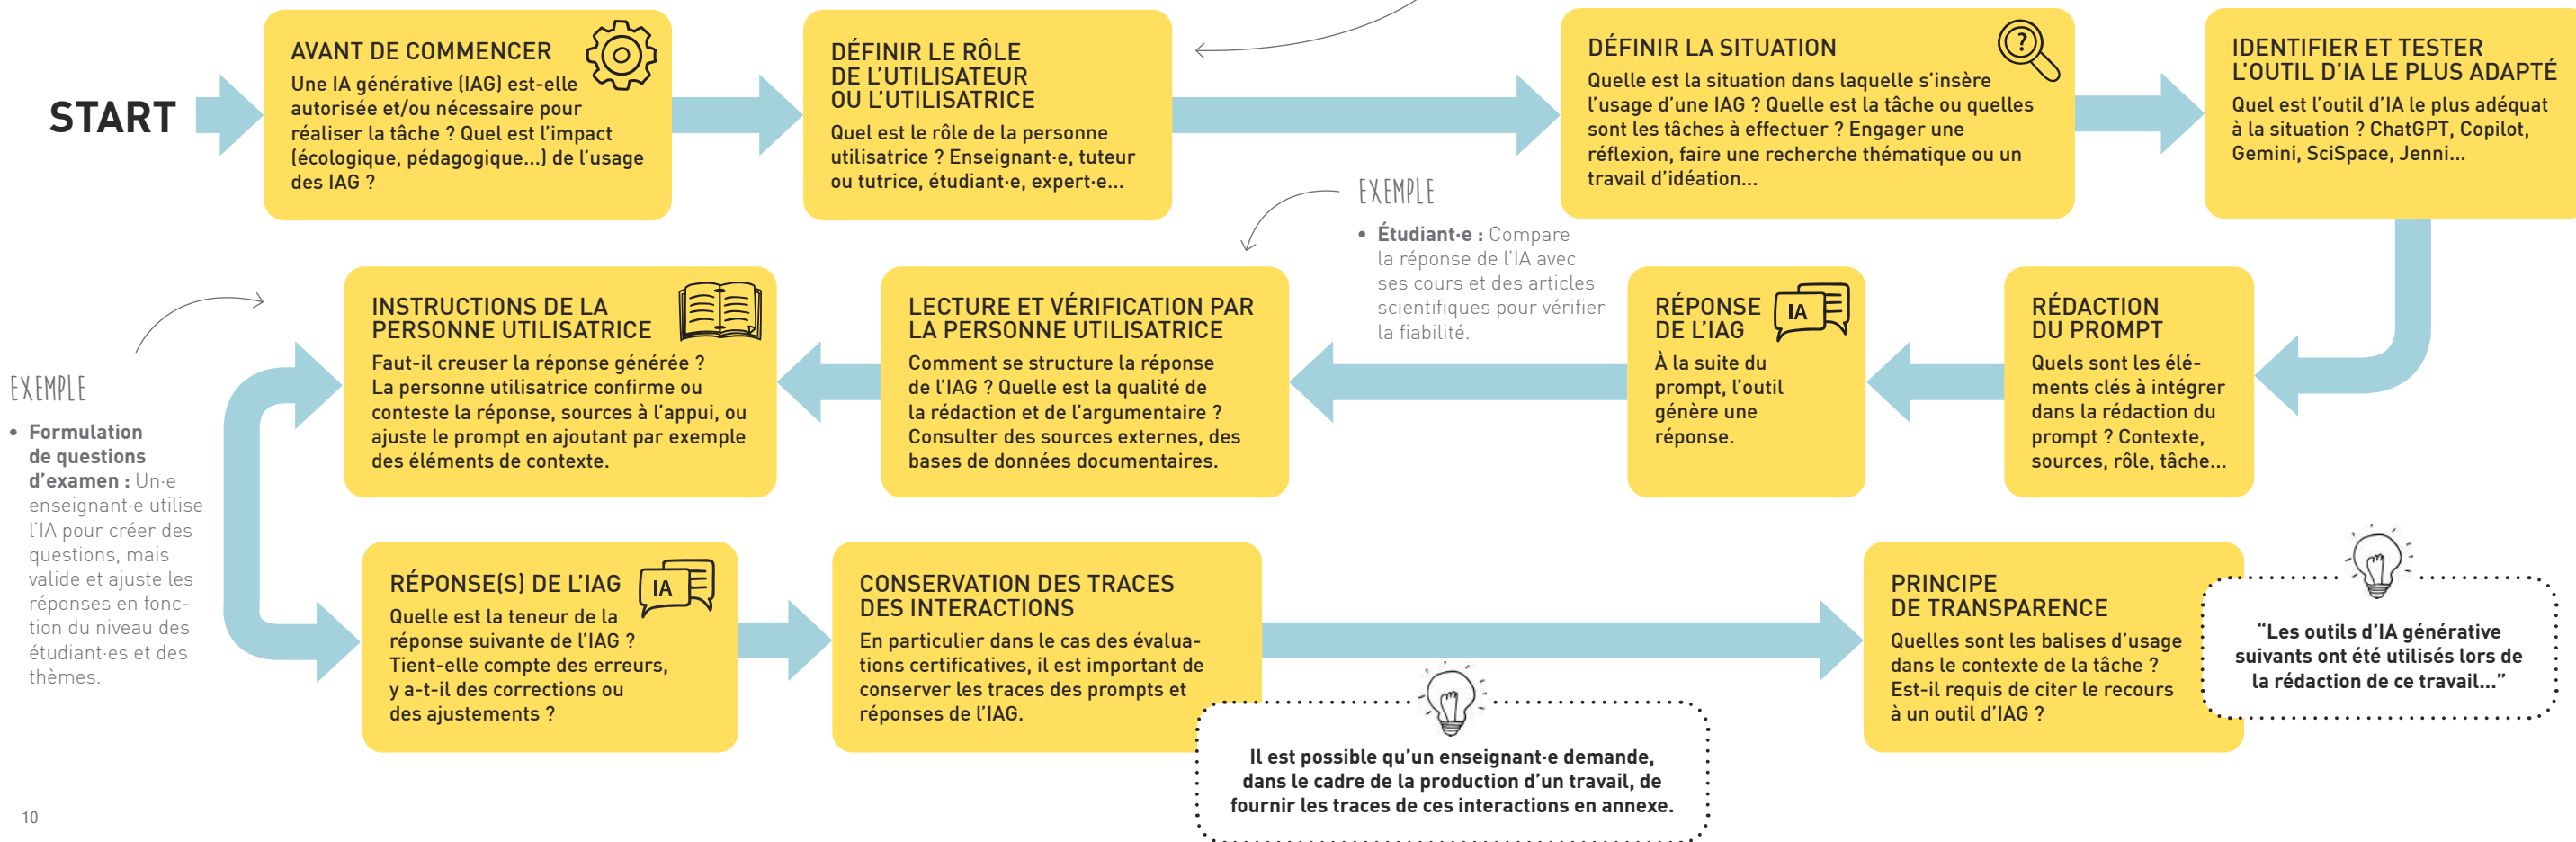 START
AVANT DE COMMENCER
Une IA générative (IAG) est-elle
autorisée et/ou nécessaire pour
réaliser la tâche ? Quel est l’impact
(écologique, pédagogique...) de l’usage
des IAG ?
DÉFINIR LE RÔLE
DE L’UTILISATEUR
OU L’UTILISATRICE
Quel est le rôle de la personne
utilisatrice ? Enseignant·e, tuteur
ou tutrice, étudiant·e, expert·e...
DÉFINIR LA SITUATION
?
Quelle est la situation dans laquelle s’insère
l’usage d’une IAG ? Quelle est la tâche ou quelles
sont les tâches à effectuer ? Engager une
réflexion, faire une recherche thématique ou un
travail d’idéation...
IDENTIFIER ET TESTER
L’OUTIL D’IA LE PLUS ADAPTÉ
Quel est l’outil d’IA le plus adéquat
à la situation ? ChatGPT, Copilot,
Gemini, SciSpace, Jenni...
RÉDACTION
DU PROMPT
Quels sont les élé-
ments clés à intégrer
dans la rédaction du
prompt ? Contexte,
sources, rôle, tâche...
RÉPONSE
DE L’IAG
IA
À la suite du
prompt, l’outil
génère une
réponse.
EXEMPLE
• Étudiant·e : Compare
la réponse de l’IA avec
ses cours et des articles
scientifiques pour vérifier
la fiabilité.
LECTURE ET VÉRIFICATION PAR
LA PERSONNE UTILISATRICE
Comment se structure la réponse
de l’IAG ? Quelle est la qualité de
la rédaction et de l’argumentaire ?
Consulter des sources externes, des
bases de données documentaires.
INSTRUCTIONS DE LA
PERSONNE UTILISATRICE
Faut-il creuser la réponse générée ?
La personne utilisatrice confirme ou
conteste la réponse, sources à l’appui, ou
ajuste le prompt en ajoutant par exemple
des éléments de contexte.
EXEMPLE
• Formulation
de questions
d’examen : Un·e
enseignant·e utilise
l’IA pour créer des
questions, mais
valide et ajuste les
réponses en fonc-
tion du niveau des
étudiant·es et des
thèmes.
RÉPONSE(S) DE L’IAG
IA
Quelle est la teneur de la
réponse suivante de l’IAG ?
Tient-elle compte des erreurs,
y a-t-il des corrections ou
des ajustements ?
CONSERVATION DES TRACES
DES INTERACTIONS
En particulier dans le cas des évalua-
tions certificatives, il est important de
conserver les traces des prompts et
réponses de l’IAG.
Il est possible qu’un enseignant·e demande,
dans le cadre de la production d’un travail, de
fournir les traces de ces interactions en annexe.
PRINCIPE
DE TRANSPARENCE
Quelles sont les balises d’usage
dans le contexte de la tâche ?
Est-il requis de citer le recours
à un outil d’IAG ?
“Les outils d’IA générative
suivants ont été utilisés lors de
la rédaction de ce travail...”
10